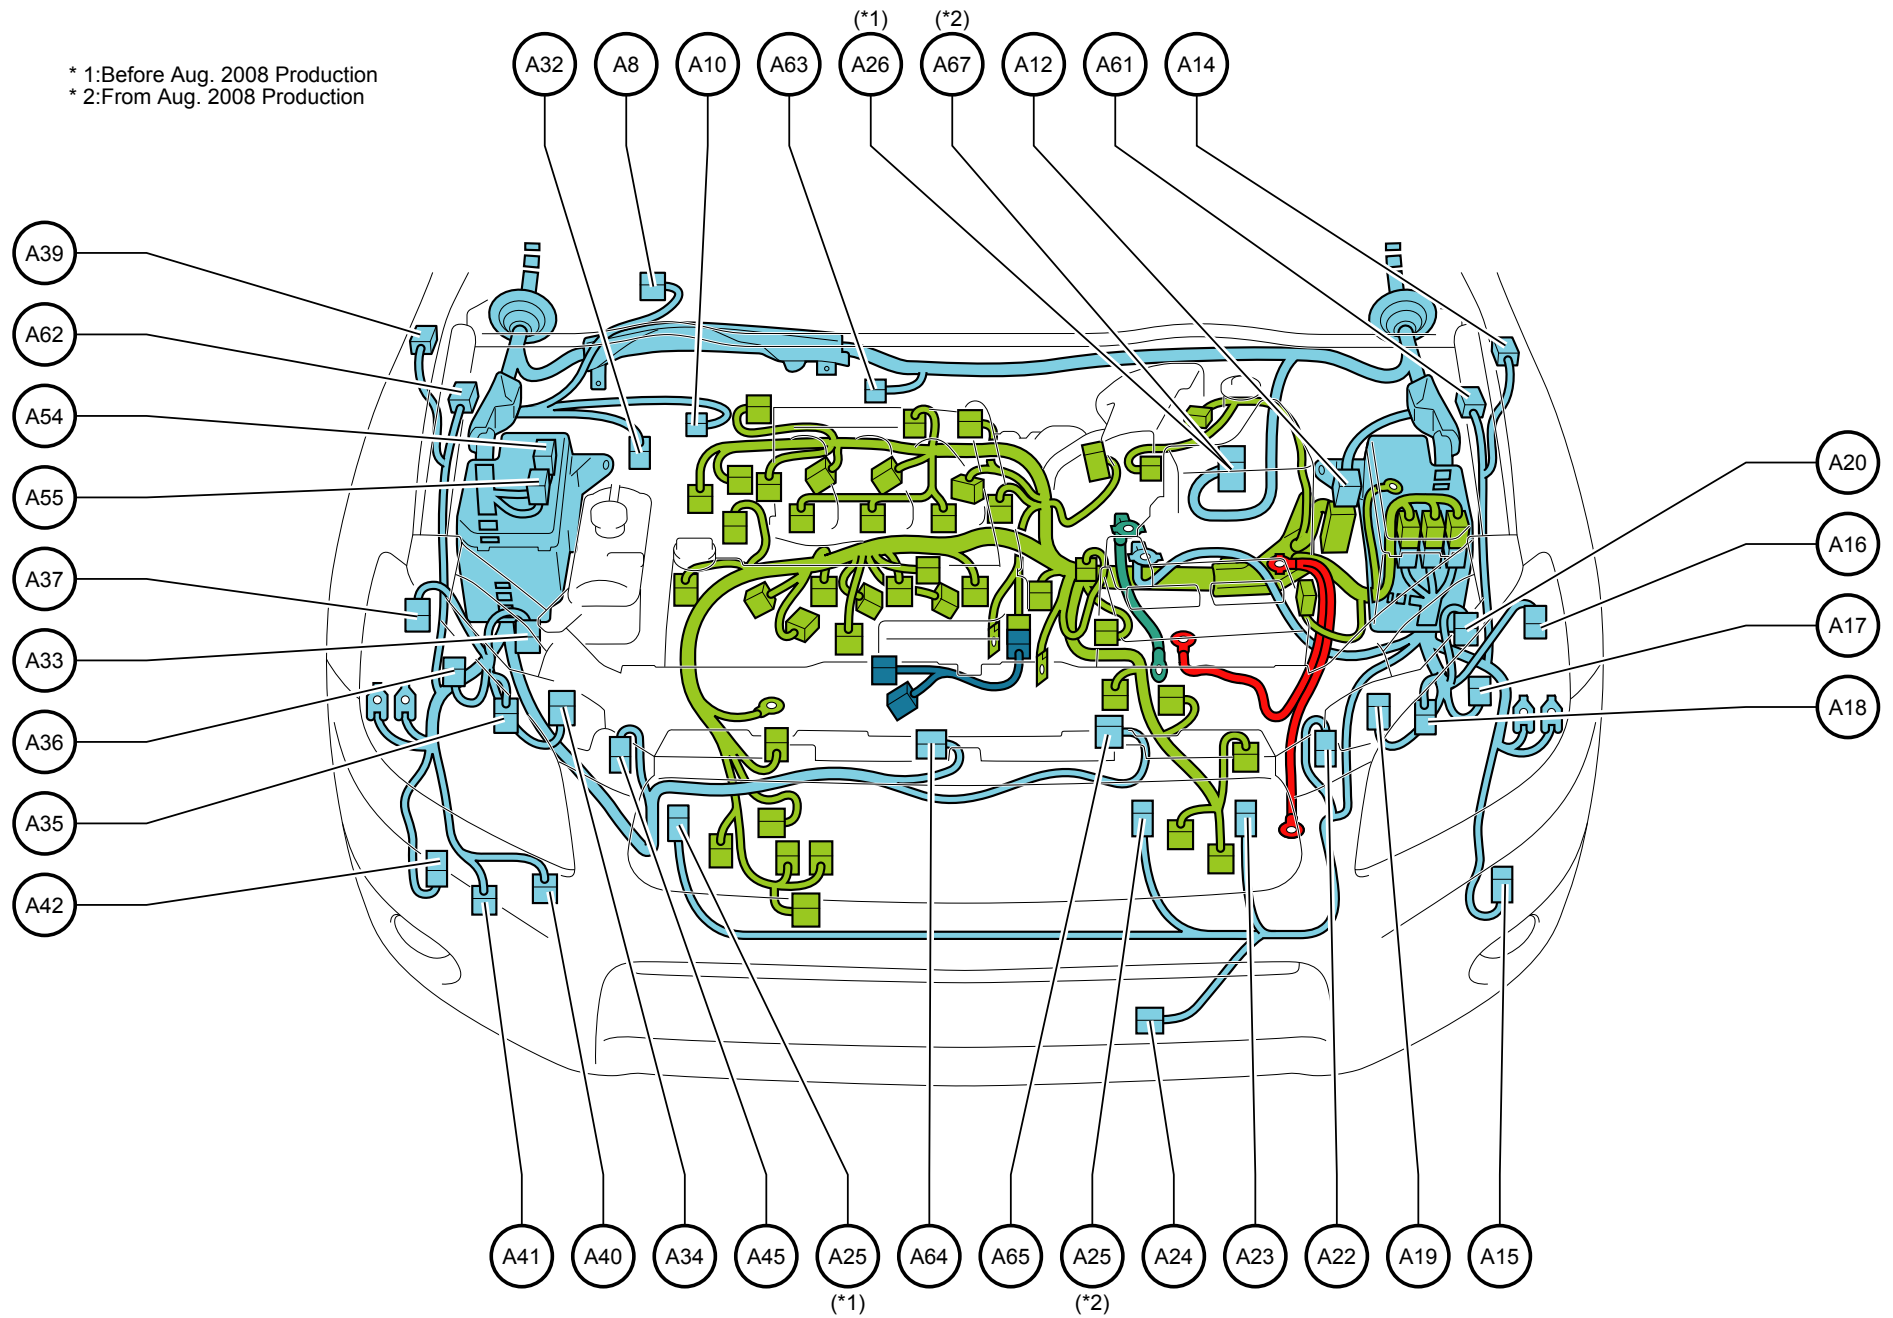 (*1)
(*2)
A32
A8
A10
A63
A26
A67
A12
A61
A14
* 1:Before Aug. 2008 Production
* 2:From Aug. 2008 Production
A39
A62
A54
A55
A37
A33
A36
A35
A42
A20
A16
A17
A18
A41
A40
A34
A45
A25
A64
A65
A25
A24
A23
A22
A19
A15
(*1)
(*2)